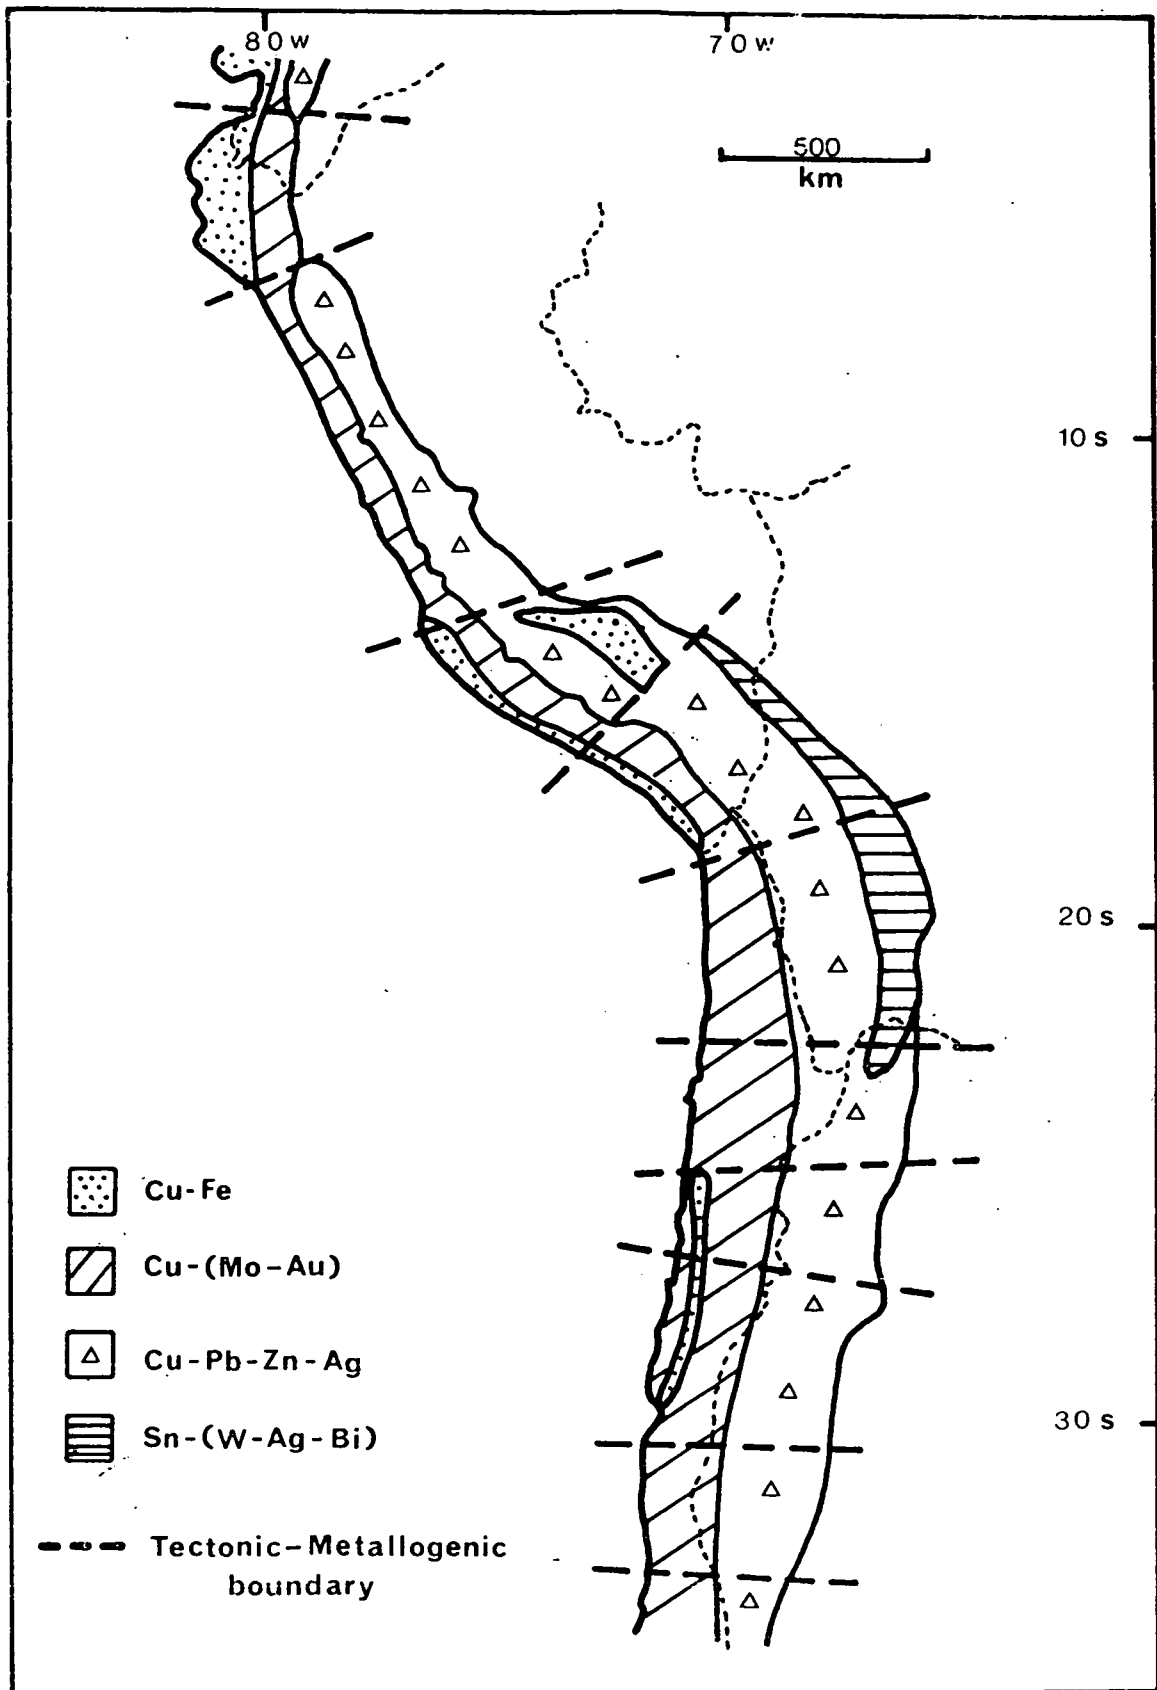 80 W
70 W
500
km
10 S
20 S
30 S
Cu-Fe
Cu-(Mo-Au)
Cu-Pb-Zn-Ag
Sn-(W-Ag-Bi)
Tectonic-Metallogenic
boundary